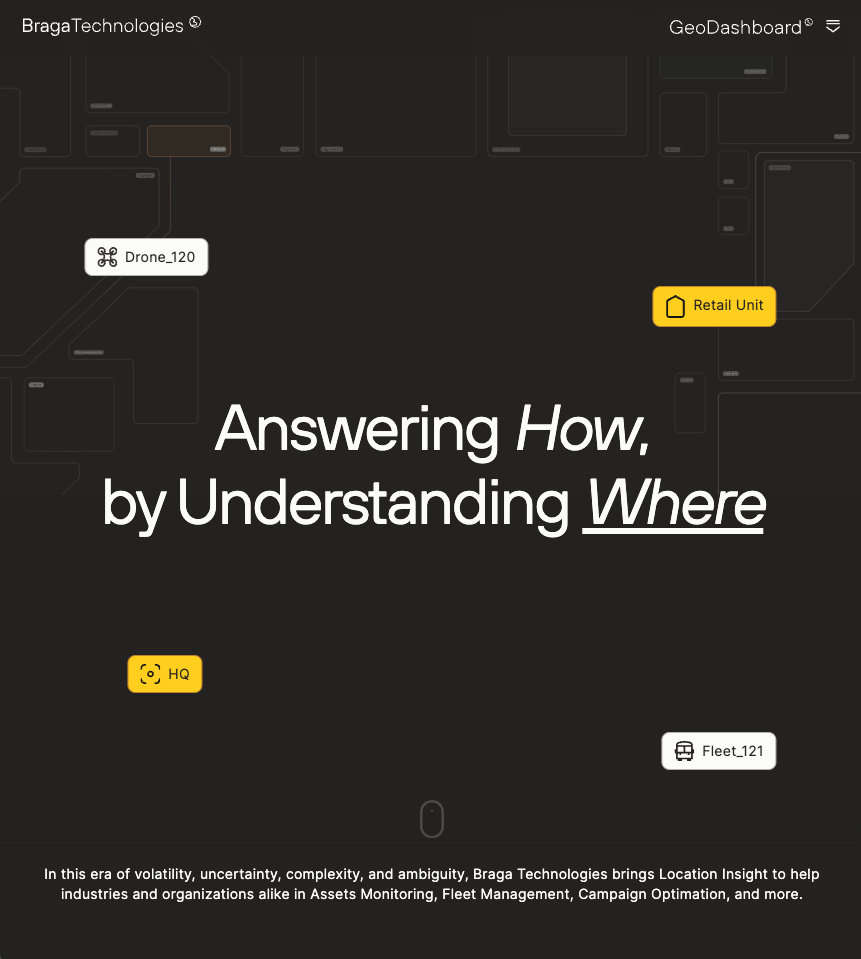 BragaTechnologies
GeoDashboard
Drone_120
Retail Unit
Answering How,
by Understanding Where
HQ
Fleet_121
In this era of volatility, uncertainty, complexity, and ambiguity, Braga Technologies brings Location Insight to help
industries and organizations alike in Assets Monitoring, Fleet Management, Campaign Optimation, and more.